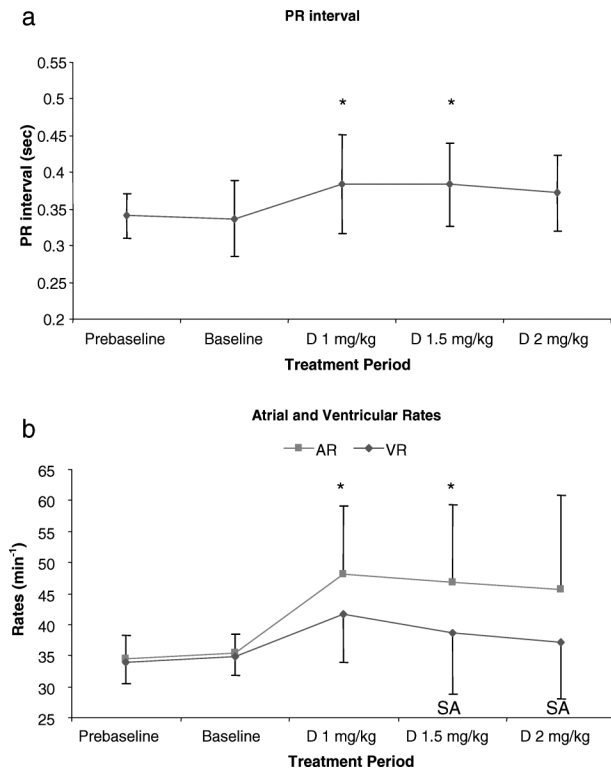 a
PR interval
0.55
0.5
0.45
0.4
0.35
0.3
0.25
0.2
PR interval (sec)
*
*
Prebaseline Baseline D 1 mg/kg D 1.5 mg/kg D 2 mg/kg
Treatment Period
b
Atrial and Ventricular Rates
AR VR
65
60
55
50
45
40
35
30
25
Rates (min⁻¹)
*
*
SA SA
Prebaseline Baseline D 1 mg/kg D 1.5 mg/kg D 2 mg/kg
Treatment Period